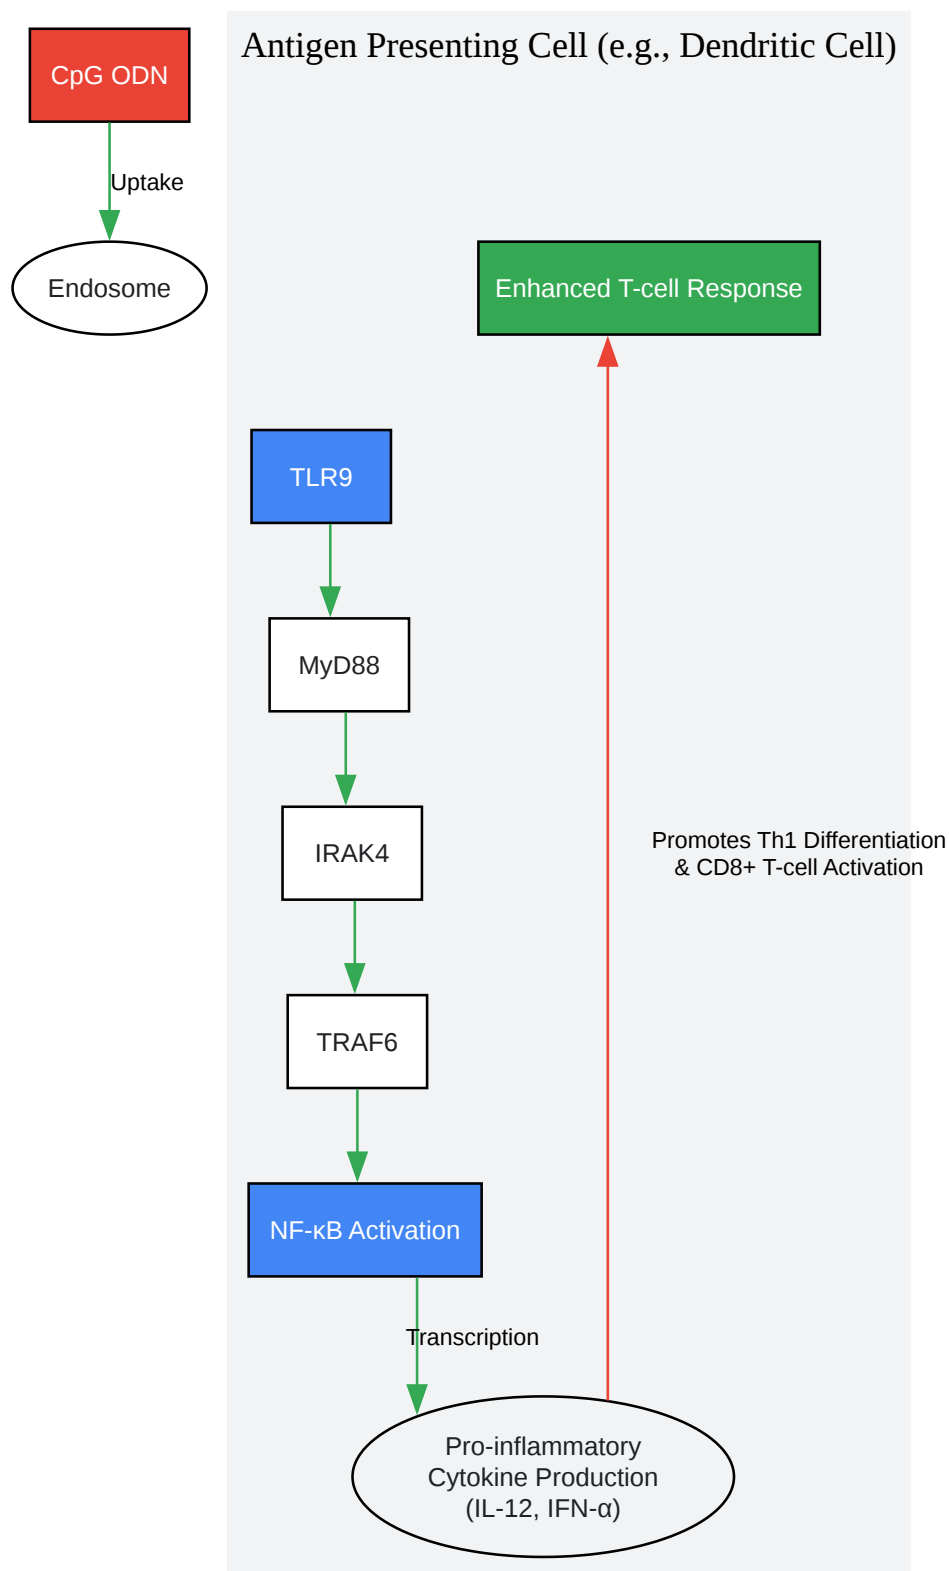 Antigen Presenting Cell (e.g., Dendritic Cell)
CpG ODN
Uptake
Endosome
Enhanced T-cell Response
TLR9
MyD88
IRAK4
Promotes Th1 Differentiation
& CD8+ T-cell Activation
TRAF6
NF-κB Activation
Transcription
Pro-inflammatory
Cytokine Production
(IL-12, IFN-α)